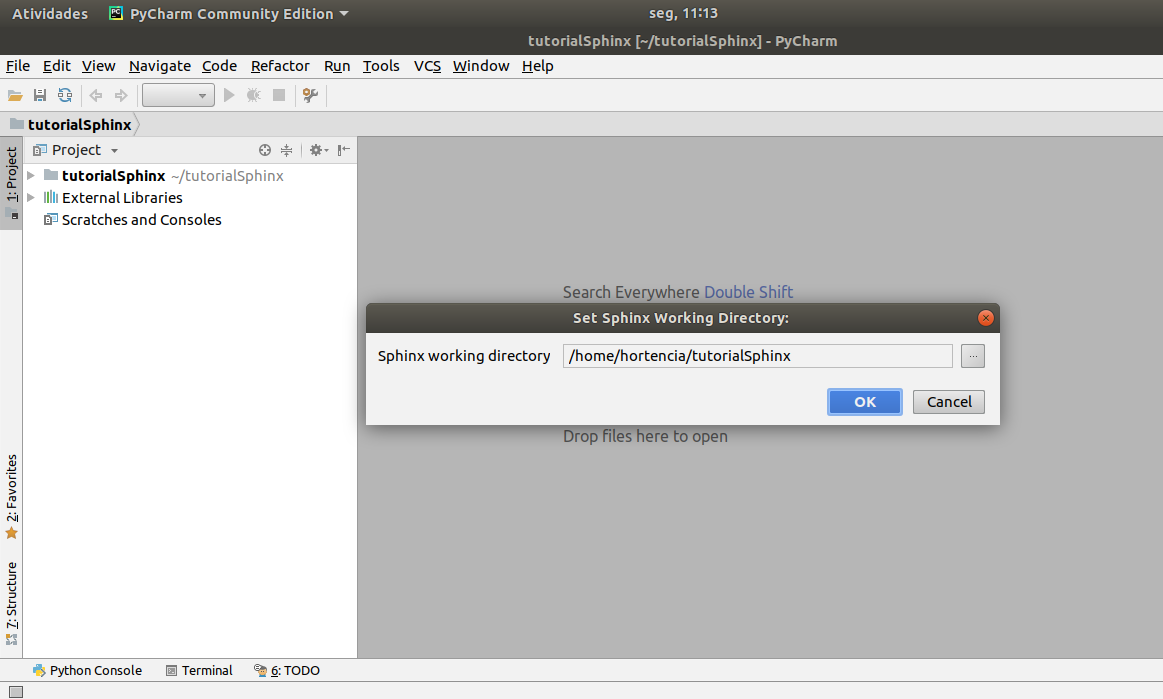 Atividades PyCharm Community Edition seg, 11:13
tutorialSphinx [~/tutorialSphinx] - PyCharm
File Edit View Navigate Code Refactor Run Tools VCS Window Help
tutorialSphinx
1: Project
Project
tutorialSphinx ~/tutorialSphinx
External Libraries
Scratches and Consoles
Search Everywhere Double Shift
Set Sphinx Working Directory:
Sphinx working directory /home/hortencia/tutorialSphinx ...
OK Cancel
Drop files here to open
2: Favorites
7: Structure
Python Console Terminal 6: TODO